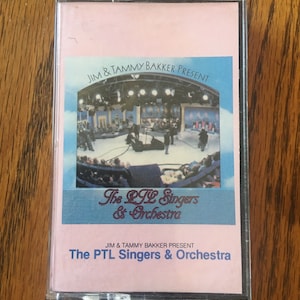 JIM & TAMMY BAKKER PRESENT
The PTL Singers
& Orchestra
JIM & TAMMY BAKKER PRESENT
The PTL Singers & Orchestra